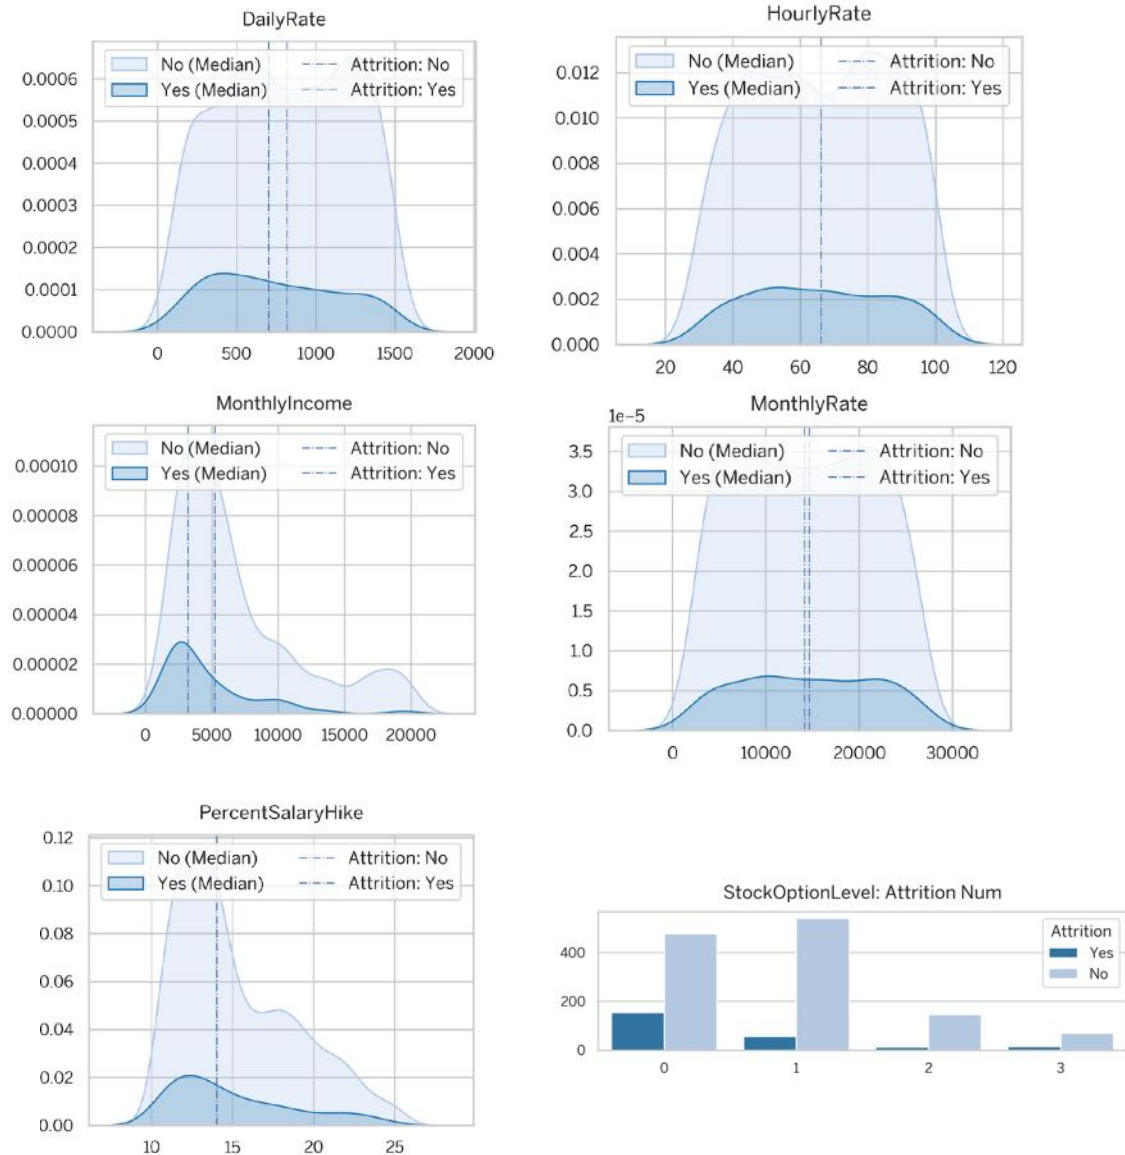 DailyRate
No (Median) Attrition: No
Yes (Median) Attrition: Yes
0.0006
0.0005
0.0004
0.0003
0.0002
0.0001
0.0000
0 500 1000 1500 2000
HourlyRate
No (Median) Attrition: No
Yes (Median) Attrition: Yes
0.012
0.010
0.008
0.006
0.004
0.002
0.000
20 40 60 80 100 120
MonthlyIncome
No (Median) Attrition: No
Yes (Median) Attrition: Yes
0.00010
0.00008
0.00006
0.00004
0.00002
0.00000
0 5000 10000 15000 20000
MonthlyRate
1e−5
No (Median) Attrition: No
Yes (Median) Attrition: Yes
3.5
3.0
2.5
2.0
1.5
1.0
0.5
0.0
0 10000 20000 30000
PercentSalaryHike
No (Median) Attrition: No
Yes (Median) Attrition: Yes
0.12
0.10
0.08
0.06
0.04
0.02
0.00
10 15 20 25
StockOptionLevel: Attrition Num
Attrition
Yes
No
400
200
0
0 1 2 3